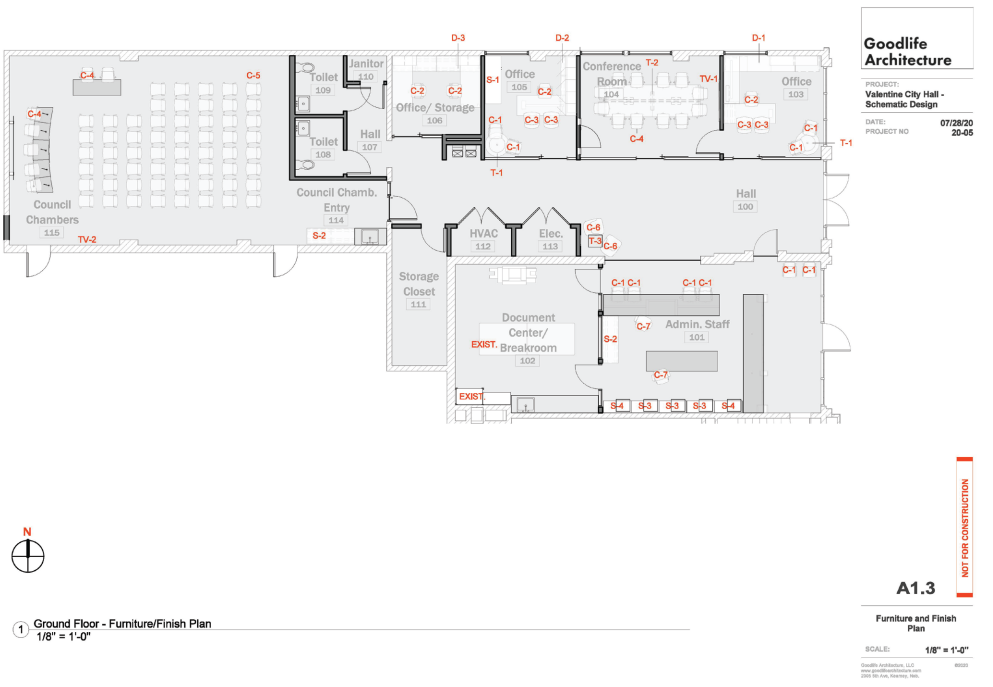 D-3
D-2
D-1
Goodlife
Architecture
PROJECT:
Valentine City Hall -
Schematic Design
DATE:
07/28/20
PROJECT NO
20-05
C-4
C-5
Toilet
109
Janitor
110
C-2
C-2
Office/ Storage
106
S-1
Office
105
C-2
C-1
C-3
C-3
C-1
T-1
Conference
Room
104
T-2
TV-1
C-4
Office
103
C-2
C-3
C-3
C-1
C-1
T-1
C-4
Toilet
108
Hall
107
Council
Chambers
115
TV-2
Council Chamb.
Entry
114
S-2
HVAC
112
Elec.
113
Hall
100
C-6
T-3
C-6
Storage
Closet
111
Document
Center/
Breakroom
102
EXIST.
EXIST.
C-1
C-1
C-1
C-1
C-1
C-1
C-7
Admin. Staff
101
S-2
C-7
S-4
S-3
S-3
S-3
S-4
NOT FOR CONSTRUCTION
N
A1.3
1
Ground Floor - Furniture/Finish Plan
1/8" = 1'-0"
Furniture and Finish
Plan
SCALE:
1/8" = 1'-0"
Goodlife Architecture, LLC
©2020
www.goodlifearchitecture.com